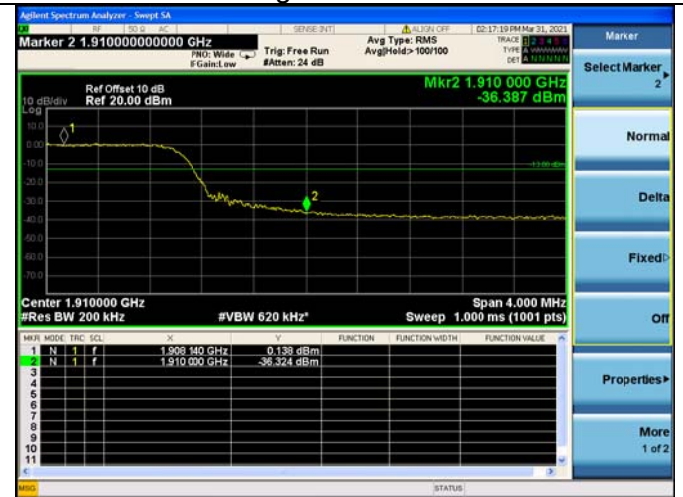 Agilent Spectrum Analyzer - Swept SA
RF 50 Ω AC SENSE:INT ALIGN OFF 02:17:19 PM Mar 31, 2021
Marker 2 1.910000000000 GHz
PNO: Wide
IFGain:Low
Trig: Free Run
#Atten: 24 dB
Avg Type: RMS
Avg|Hold:>100/100
TRACE 1 2 3 4 5 6
TYPE A WWWWW
DET A N N N N N
Ref Offset 10 dB
Ref 20.00 dBm
10 dB/div
Log
Mkr2 1.910 000 GHz
-36.387 dBm
10.0
0.00
-10.0
-20.0
-30.0
-40.0
-50.0
-60.0
-70.0
1
2
-13.00 dBm
Center 1.910000 GHz
#Res BW 200 kHz
#VBW 620 kHz*
Span 4.000 MHz
Sweep 1.000 ms (1001 pts)
MKR MODE TRC SCL X Y FUNCTION FUNCTION WIDTH FUNCTION VALUE
1 N 1 f 1.908 140 GHz 0.138 dBm
2 N 1 f 1.910 000 GHz -36.324 dBm
3
4
5
6
7
8
9
10
11
MSG
STATUS
Marker
Select Marker
2
Normal
Delta
Fixed
Off
Properties
More
1 of 2